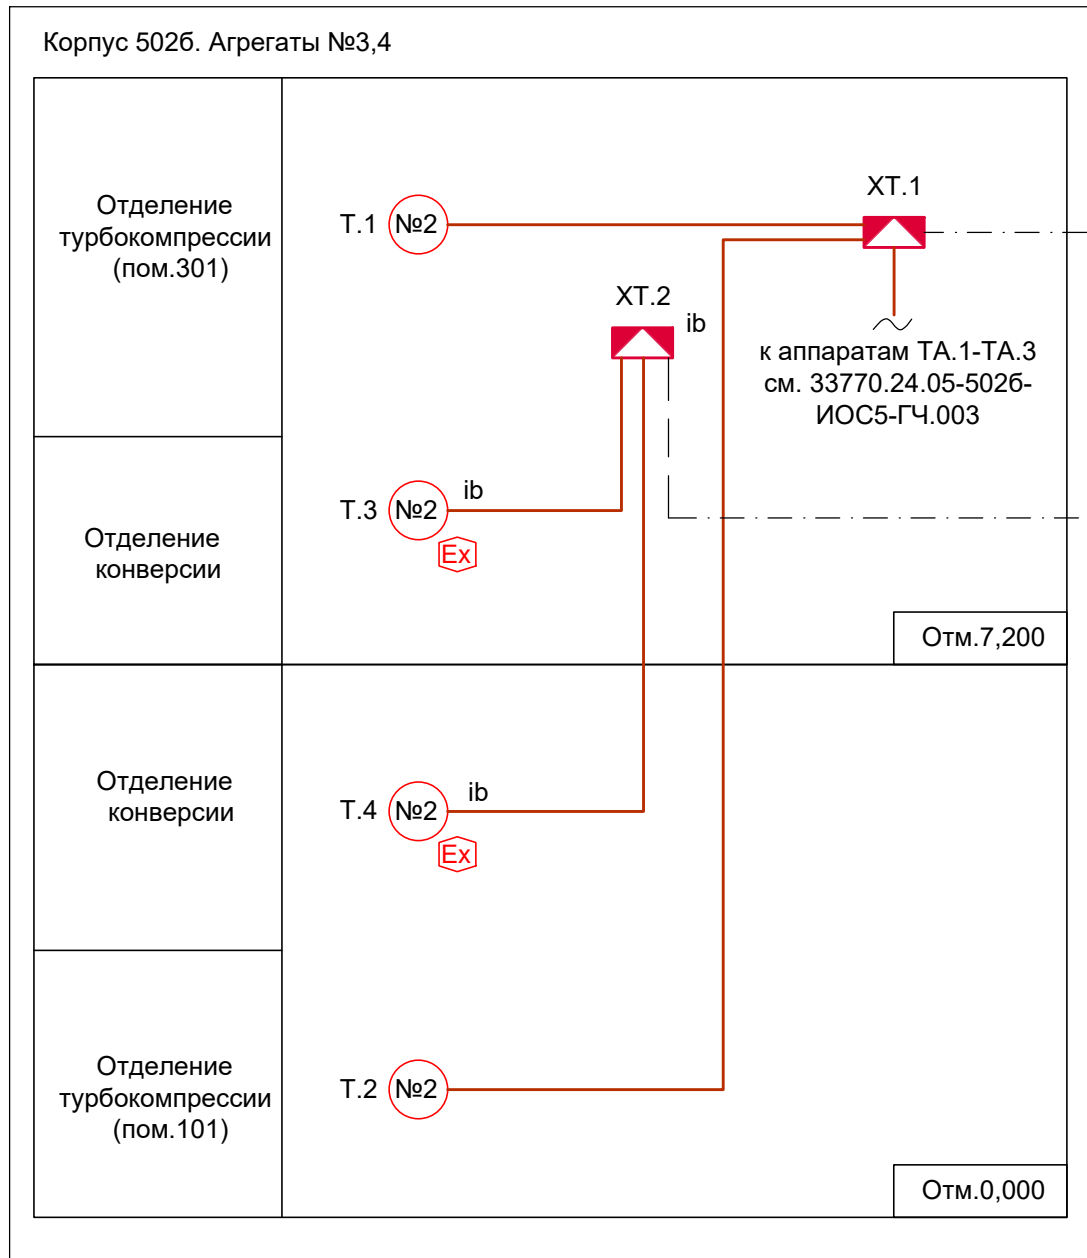 Корпус 502б. Агрегаты №3,4
Отделение
турбокомпрессии
(пом.301)
Т.1
№2
ХТ.1
ХТ.2
ib
к аппаратам ТА.1-ТА.3
см. 33770.24.05-502б-
ИОС5-ГЧ.003
Отделение
конверсии
Т.3
№2
ib
Ex
Отм.7,200
Отделение
конверсии
Т.4
№2
ib
Ex
Отделение
турбокомпрессии
(пом.101)
Т.2
№2
Отм.0,000